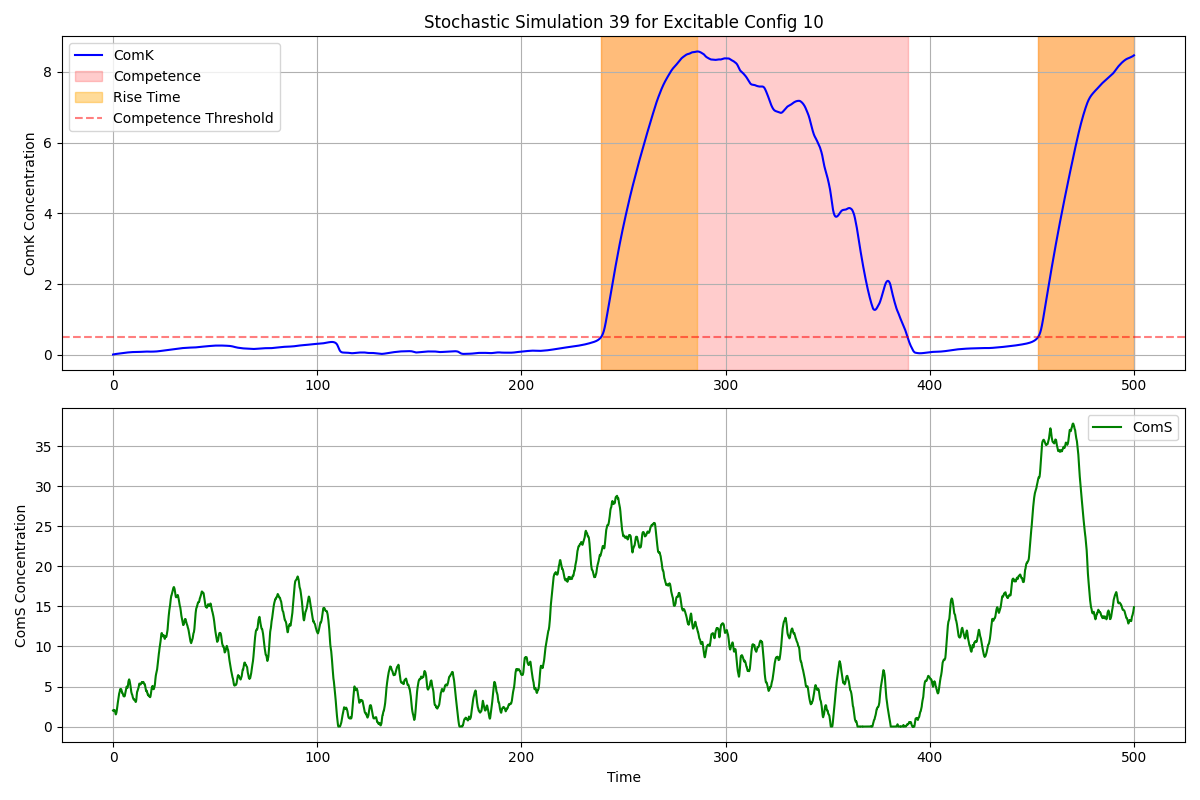 Stochastic Simulation 39 for Excitable Config 10
ComK
Competence
Rise Time
Competence Threshold
ComK Concentration
8
6
4
2
0
0 100 200 300 400 500
ComS
ComS Concentration
35
30
25
20
15
10
5
0
0 100 200 300 400 500
Time